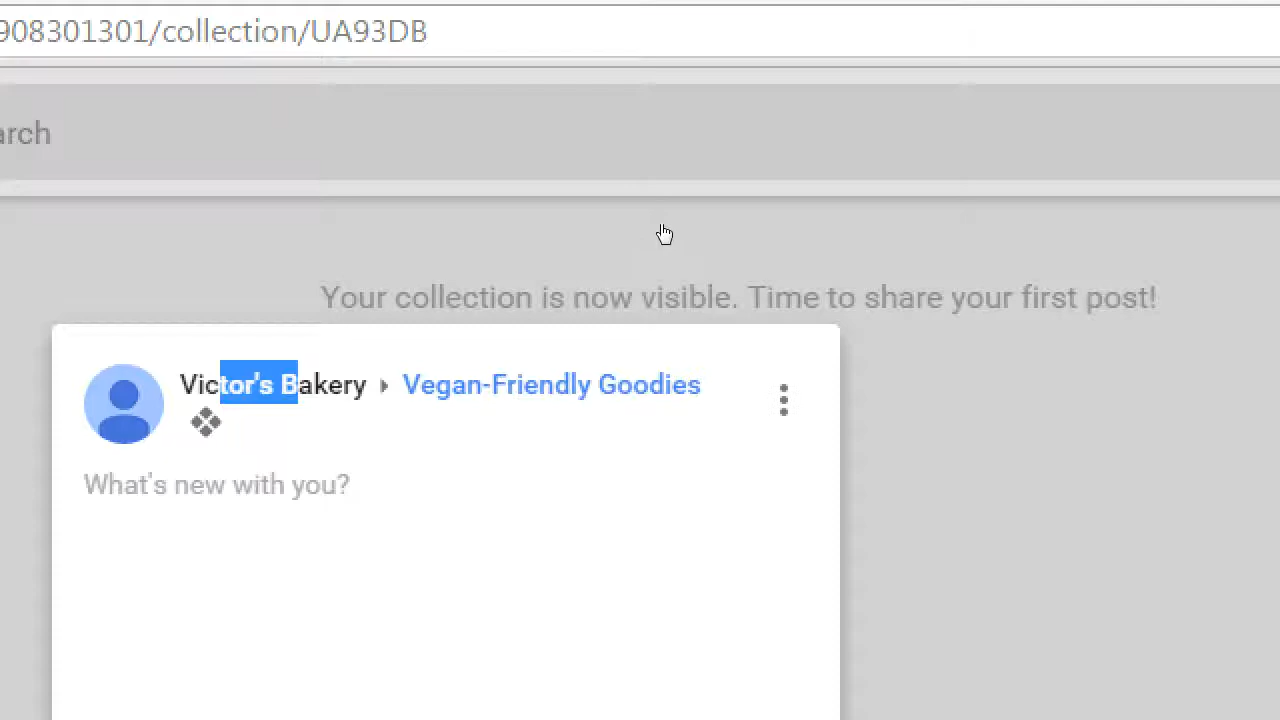 908301301/collection/UA93DB
arch
Your collection is now visible. Time to share your first post!
Victor's Bakery Vegan-Friendly Goodies
What's new with you?